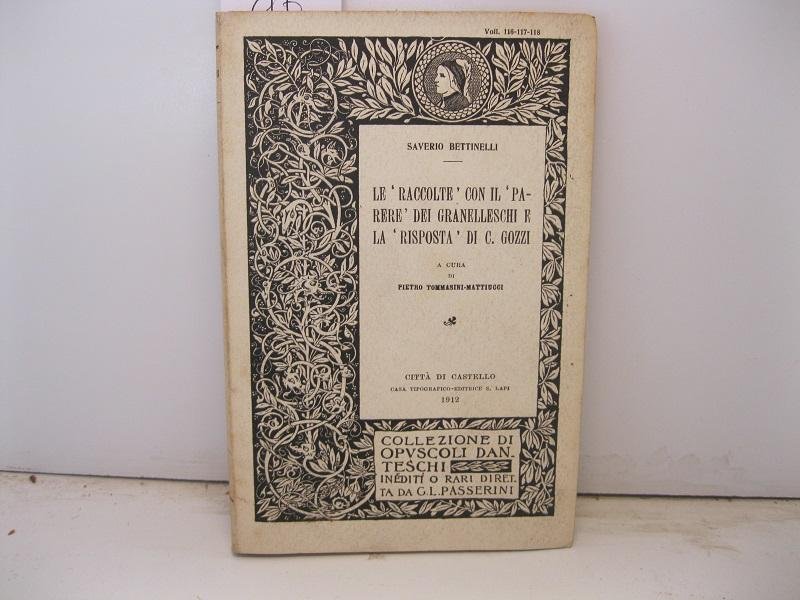 Voll. 116-117-118
SAVERIO BETTINELLI
LE ‘ RACCOLTE ’ CON IL ‘ PA-
RERE ’ DEI GRANELLESCHI E
LA ‘ RISPOSTA ’ DI C. GOZZI
A CURA
DI
PIETRO TOMMASINI-MATTIUCCI
CITTÀ DI CASTELLO
CASA TIPOGRAFICO-EDITRICE S. LAPI
1912
COLLEZIONE DI
OPVSCOLI DAN-
TESCHI
INEDITI O RARI DIRET-
TA DA G.L. PASSERINI